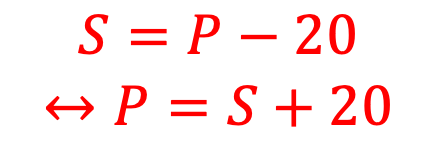 S = P − 20
↔ P = S + 20